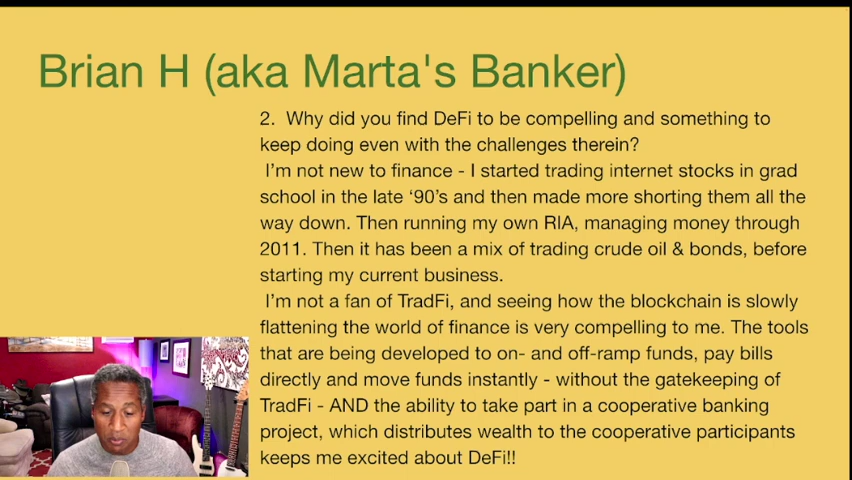 Brian H (aka Marta's Banker)
2. Why did you find DeFi to be compelling and something to
keep doing even with the challenges therein?
I'm not new to finance - I started trading internet stocks in grad
school in the late ‘90's and then made more shorting them all the
way down. Then running my own RIA, managing money through
2011. Then it has been a mix of trading crude oil & bonds, before
starting my current business.
I'm not a fan of TradFi, and seeing how the blockchain is slowly
flattening the world of finance is very compelling to me. The tools
that are being developed to on- and off-ramp funds, pay bills
directly and move funds instantly - without the gatekeeping of
TradFi - AND the ability to take part in a cooperative banking
project, which distributes wealth to the cooperative participants
keeps me excited about DeFi!!